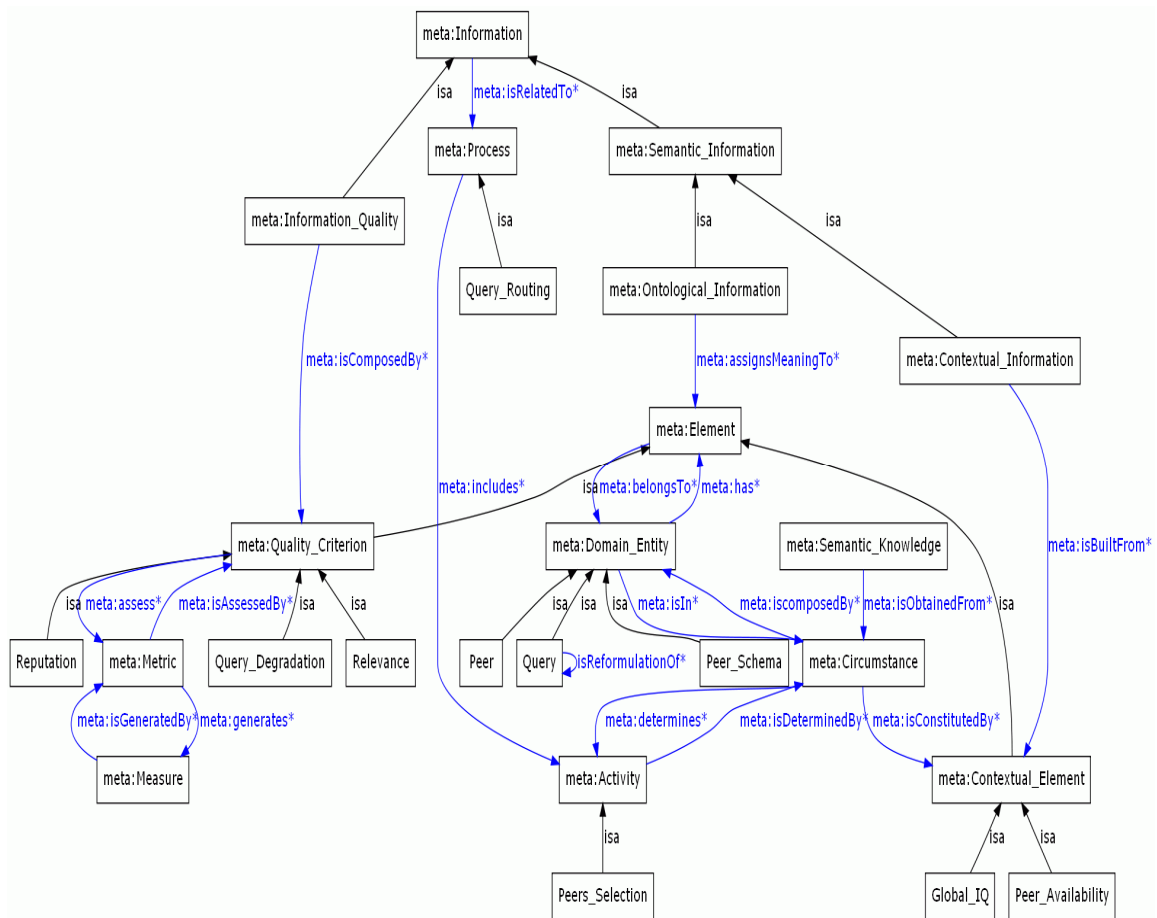 meta:Information
isa
meta:isRelatedTo*
isa
meta:Process
meta:Semantic_Information
meta:Information_Quality
isa
isa
isa
Query_Routing
meta:Ontological_Information
meta:isComposedBy*
meta:assignsMeaningTo*
meta:Contextual_Information
meta:Element
meta:includes*
isa
meta:belongsTo*
meta:has*
meta:Quality_Criterion
meta:Domain_Entity
meta:Semantic_Knowledge
meta:isBuiltFrom*
isa
meta:assess*
meta:isAssessedBy*
isa
isa
isa
isa
isa
meta:isIn*
meta:iscomposedBy*
meta:isObtainedFrom*
isa
Reputation
meta:Metric
Query_Degradation
Relevance
Peer
Query
isReformulationOf*
Peer_Schema
meta:Circumstance
meta:isGeneratedBy*
meta:generates*
meta:determines*
meta:isDeterminedBy*
meta:isConstitutedBy*
meta:Measure
meta:Activity
meta:Contextual_Element
isa
isa
isa
Peers_Selection
Global_IQ
Peer_Availability